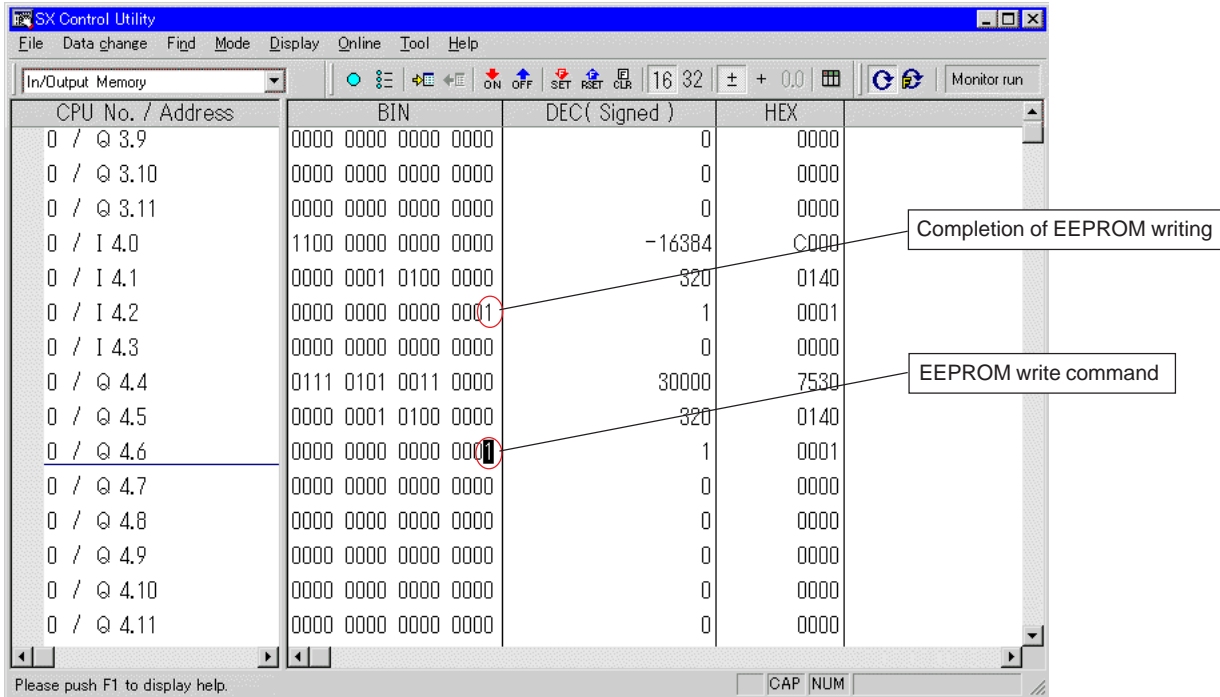 SX Control Utility
File Data change Find Mode Display Online Tool Help
In/Output Memory ON OFF SET RSET F CLR 16 32 ± + 0.0 Monitor run
CPU No. / Address BIN DEC( Signed ) HEX
0 / Q 3.9 0000 0000 0000 0000 0 0000
0 / Q 3.10 0000 0000 0000 0000 0 0000
0 / Q 3.11 0000 0000 0000 0000 0 0000
0 / I 4.0 1100 0000 0000 0000 -16384 C000
Completion of EEPROM writing
0 / I 4.1 0000 0001 0100 0000 320 0140
0 / I 4.2 0000 0000 0000 0001 1 0001
0 / I 4.3 0000 0000 0000 0000 0 0000
0 / Q 4.4 0111 0101 0011 0000 30000 7530
EEPROM write command
0 / Q 4.5 0000 0001 0100 0000 320 0140
0 / Q 4.6 0000 0000 0000 0001 1 0001
0 / Q 4.7 0000 0000 0000 0000 0 0000
0 / Q 4.8 0000 0000 0000 0000 0 0000
0 / Q 4.9 0000 0000 0000 0000 0 0000
0 / Q 4.10 0000 0000 0000 0000 0 0000
0 / Q 4.11 0000 0000 0000 0000 0 0000
Please push F1 to display help. CAP NUM